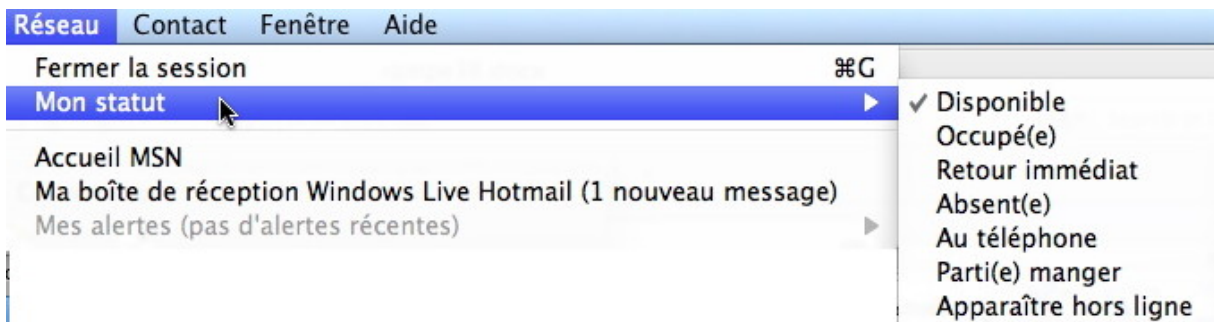 Réseau Contact Fenêtre Aide
Fermer la session ⌘G
Mon statut
Accueil MSN
Ma boîte de réception Windows Live Hotmail (1 nouveau message)
Mes alertes (pas d'alertes récentes)
✓ Disponible
Occupé(e)
Retour immédiat
Absent(e)
Au téléphone
Parti(e) manger
Apparaître hors ligne